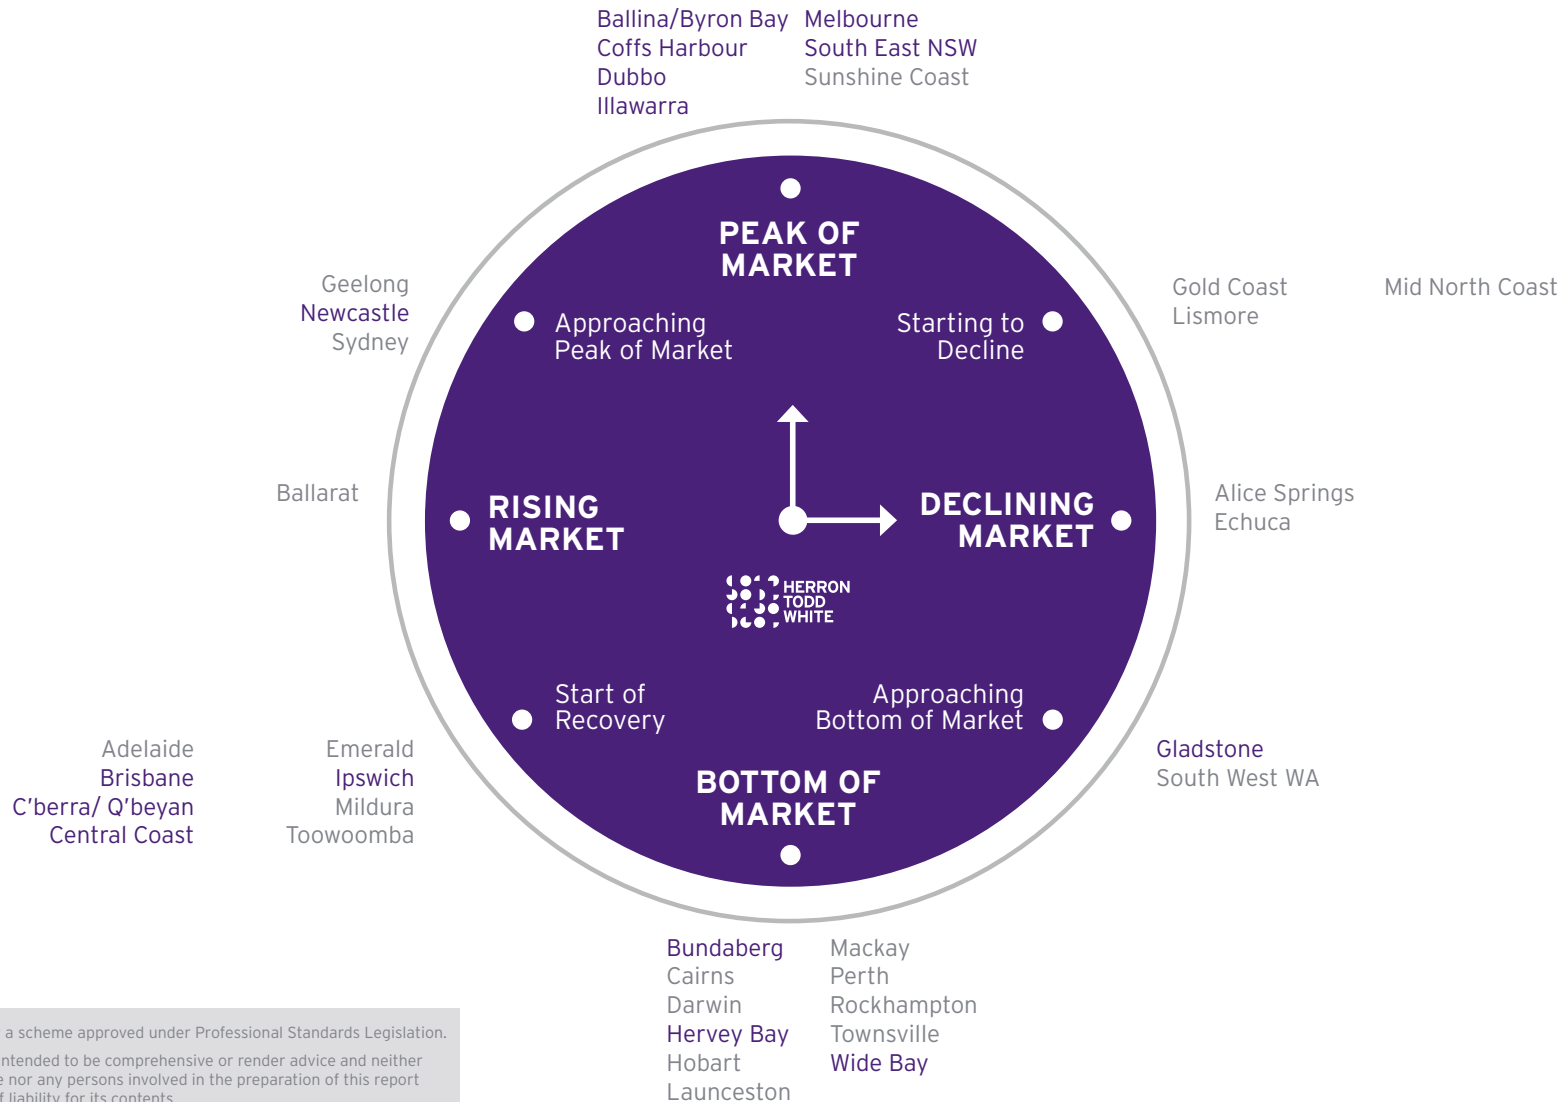 Ballina/Byron Bay
Coffs Harbour
Dubbo
Illawarra
Melbourne
South East NSW
Sunshine Coast
PEAK OF
MARKET
Geelong
Newcastle
Sydney
Approaching
Peak of Market
Starting to
Decline
Gold Coast
Lismore
Mid North Coast
Ballarat
RISING
MARKET
DECLINING
MARKET
Alice Springs
Echuca
HERRON
TODD
WHITE
Start of
Recovery
Approaching
Bottom of Market
Adelaide
Brisbane
C'berra/ Q'beyan
Central Coast
Emerald
Ipswich
Mildura
Toowoomba
BOTTOM OF
MARKET
Gladstone
South West WA
Bundaberg
Cairns
Darwin
Hervey Bay
Hobart
Launceston
Mackay
Perth
Rockhampton
Townsville
Wide Bay
a scheme approved under Professional Standards Legislation.
ntended to be comprehensive or render advice and neither
e nor any persons involved in the preparation of this report
f liability for its contents.